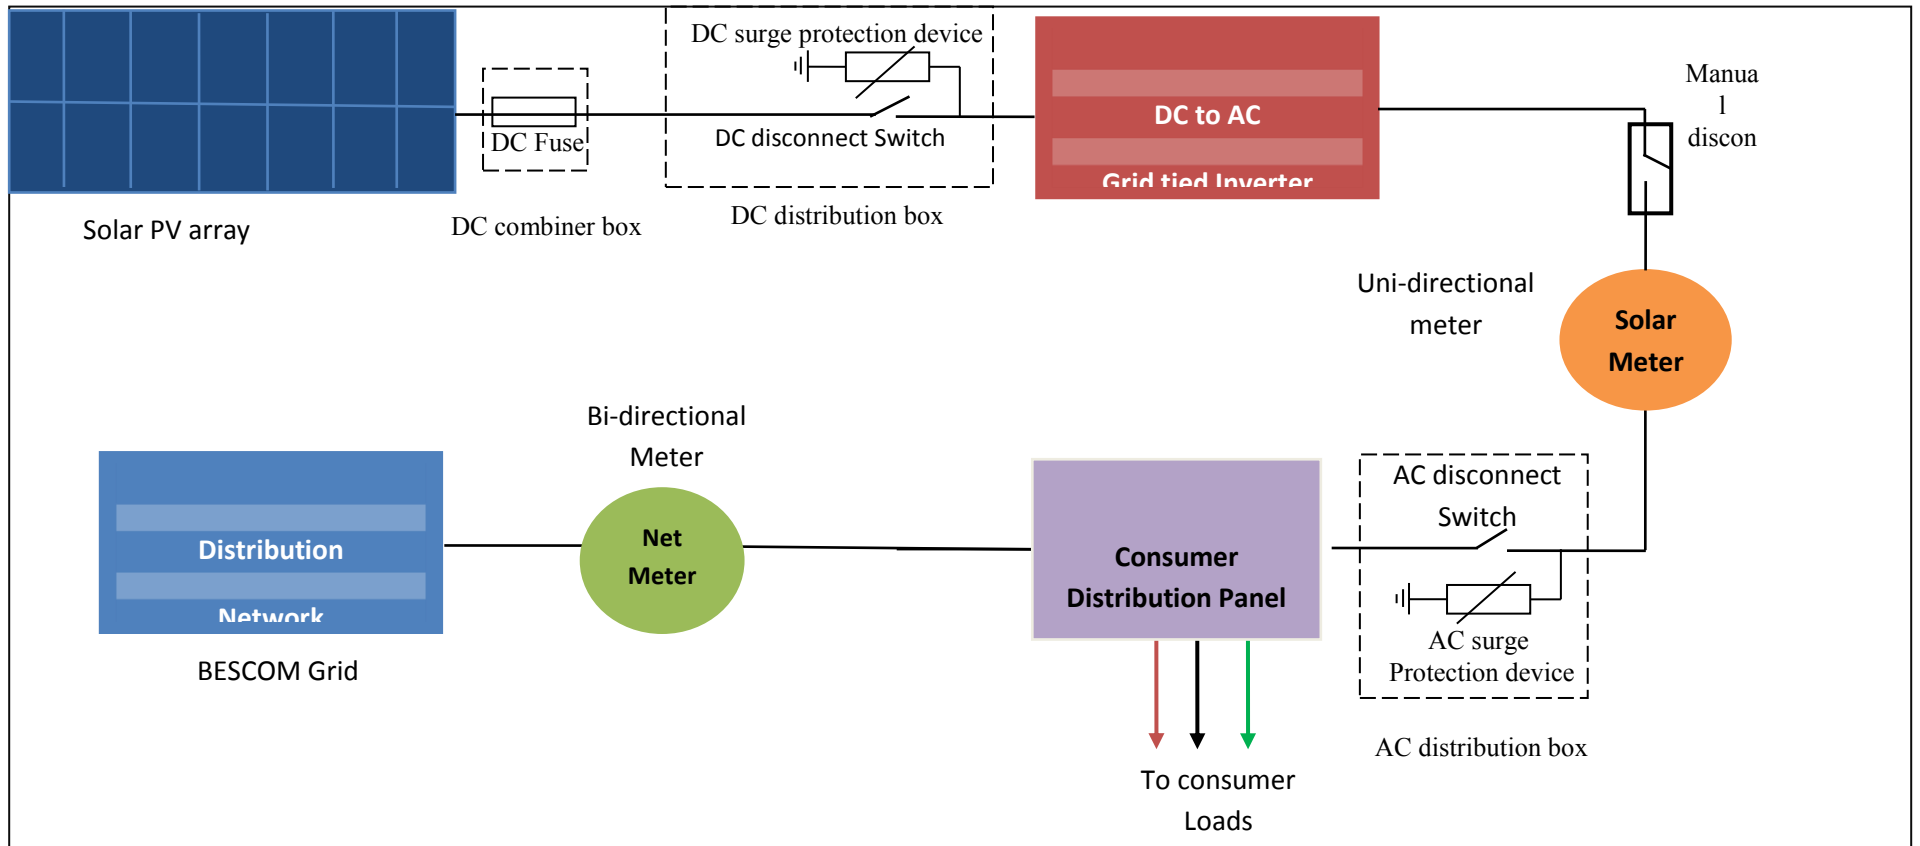 DC surge protection device
DC Fuse
DC disconnect Switch
DC to AC
Grid tied Inverter
Manua
l
discon
Solar PV array
DC combiner box
DC distribution box
Uni-directional
meter
Solar
Meter
Bi-directional
Meter
Distribution
Network
BESCOM Grid
Net
Meter
Consumer
Distribution Panel
AC disconnect
Switch
AC surge
Protection device
AC distribution box
To consumer
Loads